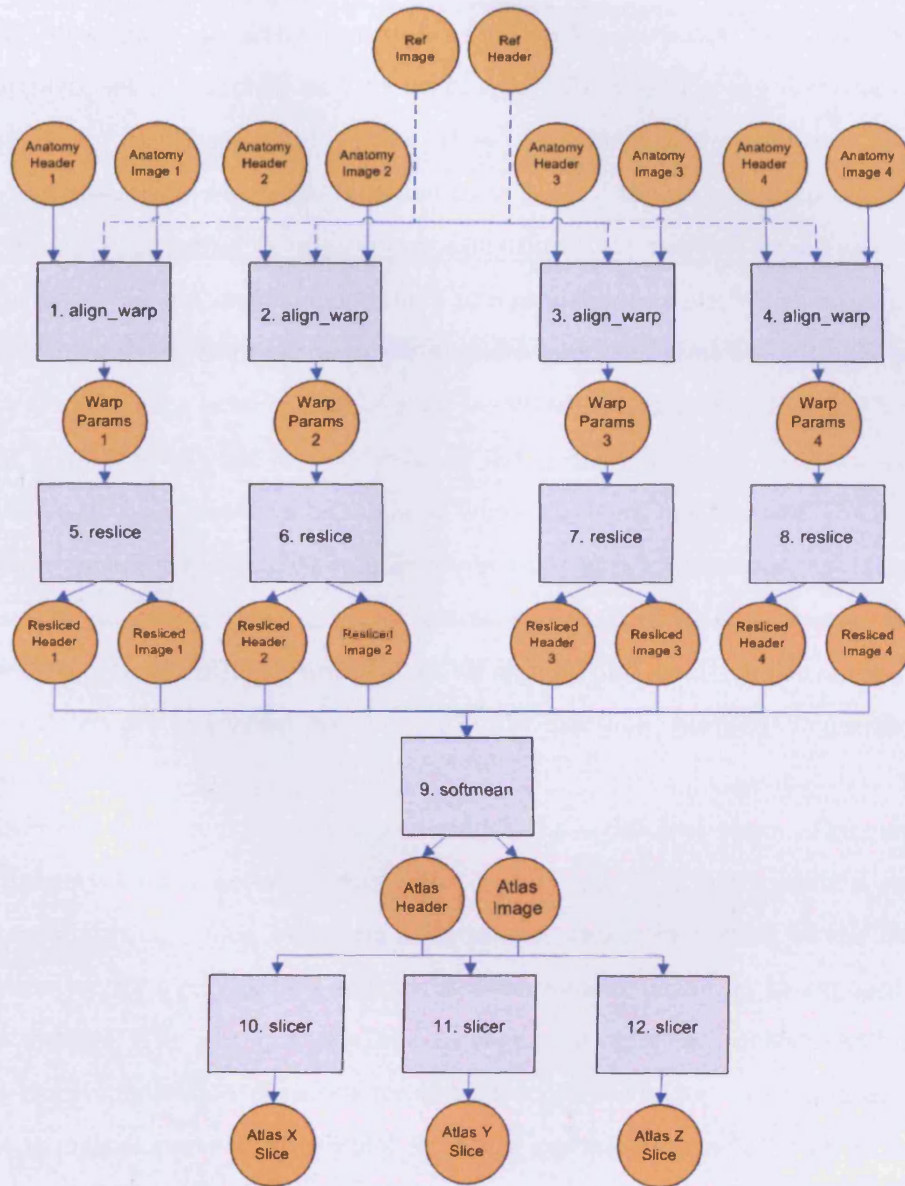 Ref
Image
Ref
Header
Anatomy
Header
1
Anatomy
Image 1
Anatomy
Header
2
Anatomy
Image 2
Anatomy
Header
3
Anatomy
Image 3
Anatomy
Header
4
Anatomy
Image 4
1. align_warp
2. align_warp
3. align_warp
4. align_warp
Warp
Params
1
Warp
Params
2
Warp
Params
3
Warp
Params
4
5. reslice
6. reslice
7. reslice
8. reslice
Resliced
Header
1
Resliced
Image 1
Resliced
Header
2
Resliced
Image 2
Resliced
Header
3
Resliced
Image 3
Resliced
Header
4
Resliced
Image 4
9. softmean
Atlas
Header
Atlas
Image
10. slicer
11. slicer
12. slicer
Atlas X
Slice
Atlas Y
Slice
Atlas Z
Slice